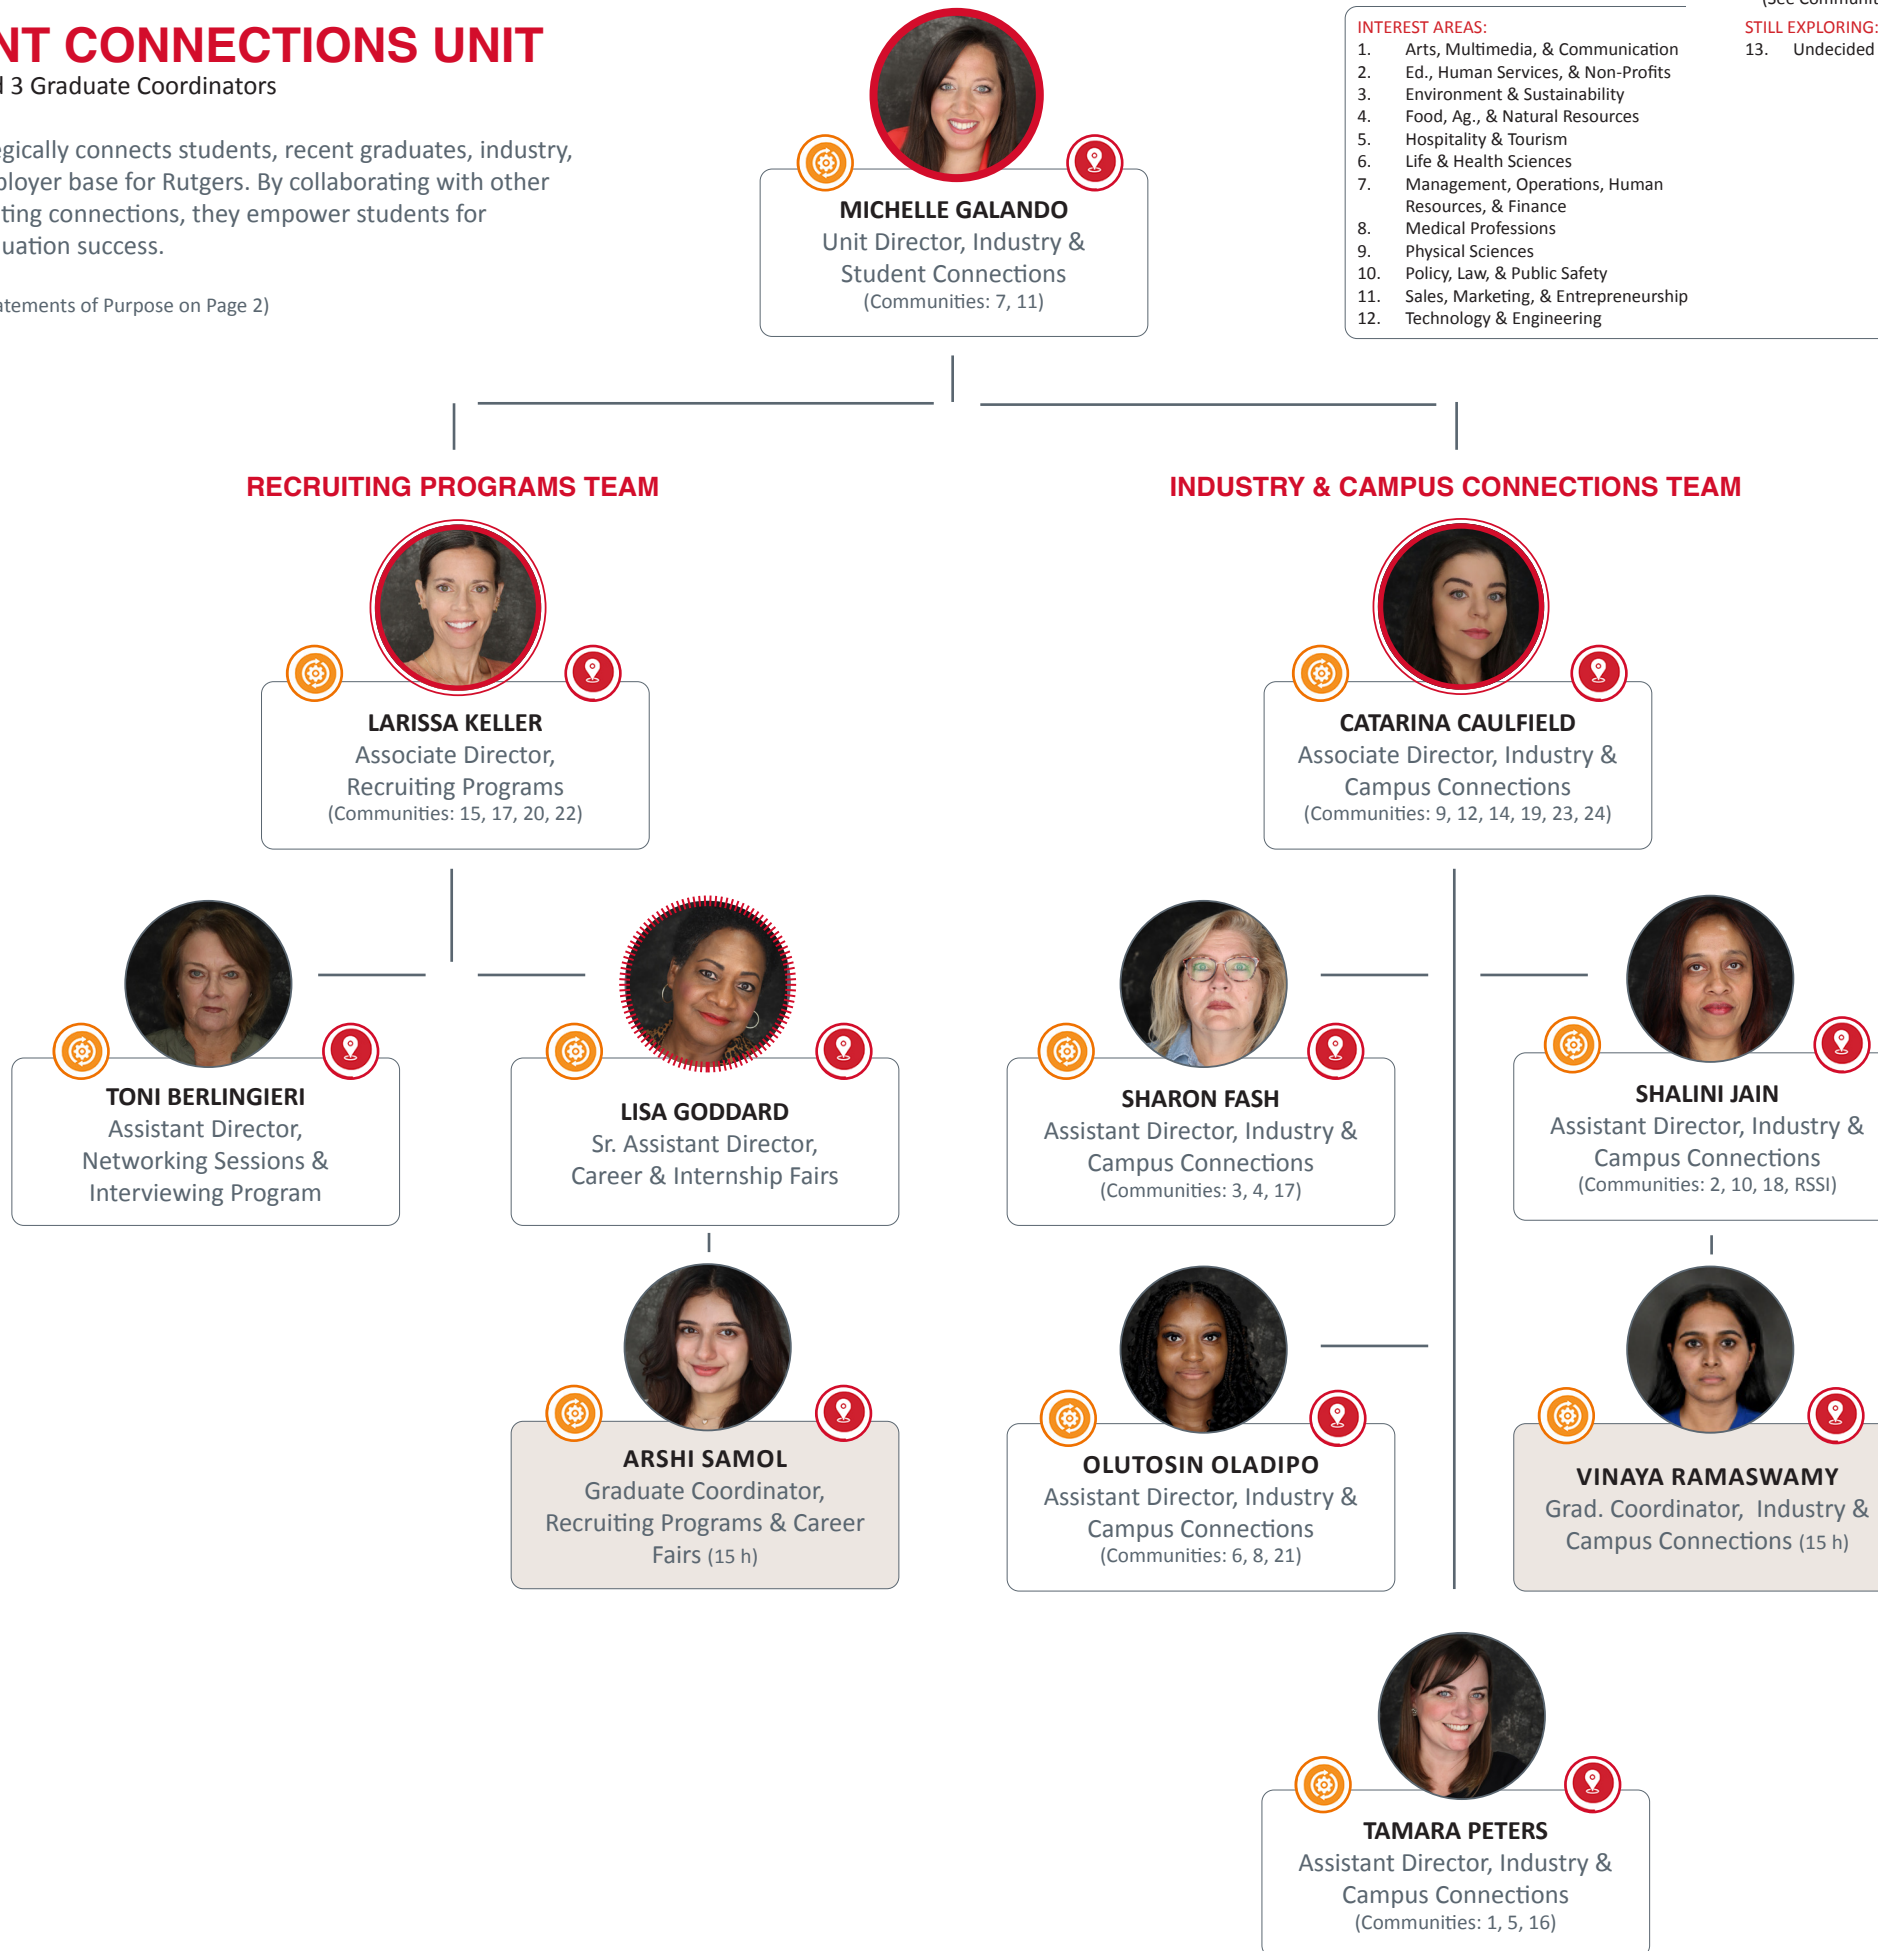 NT CONNECTIONS UNIT
3 Graduate Coordinators
egically connects students, recent graduates, industry,
ployer base for Rutgers. By collaborating with other
ting connections, they empower students for
uation success.
atements of Purpose on Page 2)
MICHELLE GALANDO
Unit Director, Industry &
Student Connections
(Communities: 7, 11)
INTEREST AREAS:
1. Arts, Multimedia, & Communication
2. Ed., Human Services, & Non-Profits
3. Environment & Sustainability
4. Food, Ag., & Natural Resources
5. Hospitality & Tourism
6. Life & Health Sciences
7. Management, Operations, Human
Resources, & Finance
8. Medical Professions
9. Physical Sciences
10. Policy, Law, & Public Safety
11. Sales, Marketing, & Entrepreneurship
12. Technology & Engineering
(See Communit
STILL EXPLORING:
13. Undecided
RECRUITING PROGRAMS TEAM
LARISSA KELLER
Associate Director,
Recruiting Programs
(Communities: 15, 17, 20, 22)
TONI BERLINGIERI
Assistant Director,
Networking Sessions &
Interviewing Program
LISA GODDARD
Sr. Assistant Director,
Career & Internship Fairs
ARSHI SAMOL
Graduate Coordinator,
Recruiting Programs & Career
Fairs (15 h)
INDUSTRY & CAMPUS CONNECTIONS TEAM
CATARINA CAULFIELD
Associate Director, Industry &
Campus Connections
(Communities: 9, 12, 14, 19, 23, 24)
SHARON FASH
Assistant Director, Industry &
Campus Connections
(Communities: 3, 4, 17)
SHALINI JAIN
Assistant Director, Industry &
Campus Connections
(Communities: 2, 10, 18, RSSI)
OLUTOSIN OLADIPO
Assistant Director, Industry &
Campus Connections
(Communities: 6, 8, 21)
VINAYA RAMASWAMY
Grad. Coordinator, Industry &
Campus Connections (15 h)
TAMARA PETERS
Assistant Director, Industry &
Campus Connections
(Communities: 1, 5, 16)